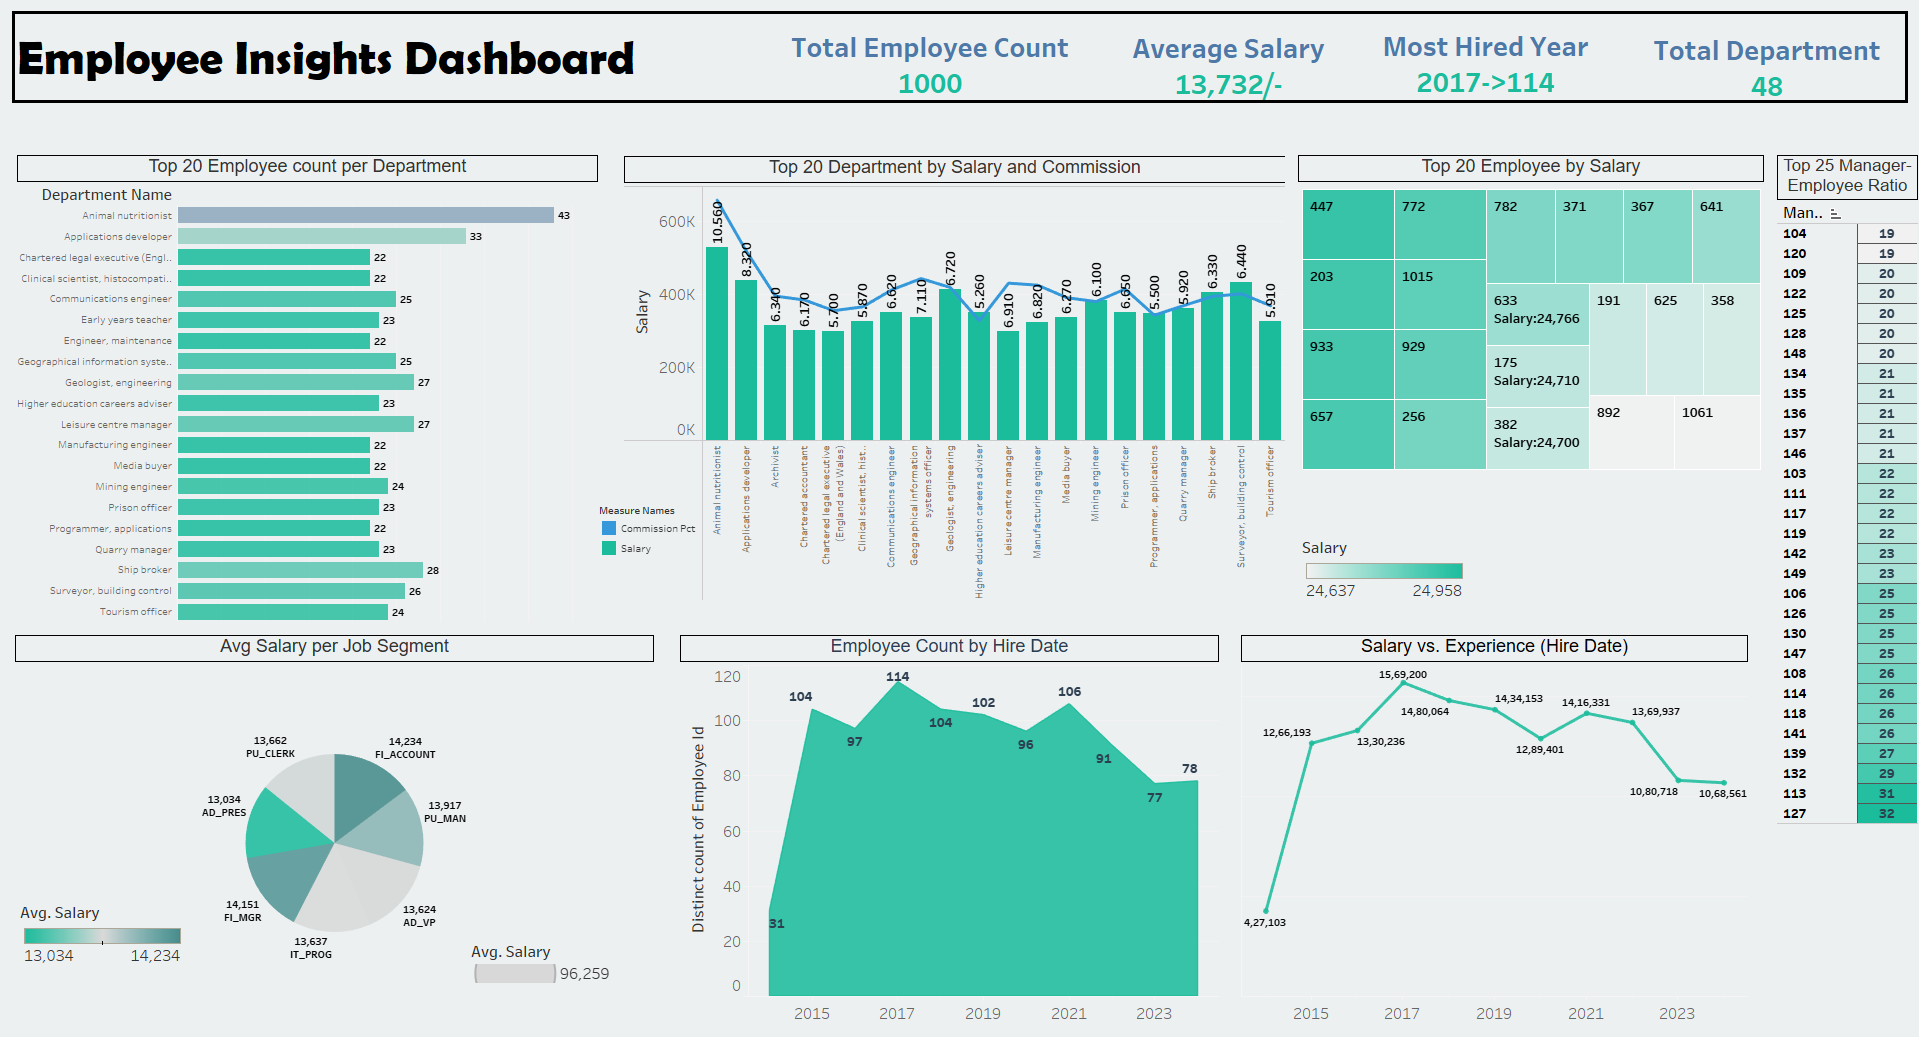 Employee Insights Dashboard
Total Employee Count
1000
Average Salary
13,732/-
Most Hired Year
2017->114
Total Department
48
Top 20 Employee count per Department
Department Name
Animal nutritionist 43
Applications developer 33
Chartered legal executive (Engl.. 22
Clinical scientist, histocompati.. 22
Communications engineer 25
Early years teacher 23
Engineer, maintenance 22
Geographical information syste.. 25
Geologist, engineering 27
Higher education careers adviser 23
Leisure centre manager 27
Manufacturing engineer 22
Media buyer 22
Mining engineer 24
Prison officer 23
Programmer, applications 22
Quarry manager 23
Ship broker 28
Surveyor, building control 26
Tourism officer 24
Top 20 Department by Salary and Commission
Salary
600K
400K
200K
0K
10.560
8.320
6.340
6.170
5.700
5.870
6.620
7.110
6.720
5.260
6.910
6.820
6.270
6.100
6.650
5.500
5.920
6.330
6.440
5.910
Animal nutritionist
Applications developer
Archivist
Chartered accountant
Chartered legal executive
(England and Wales)
Clinical scientist, hist..
Communications engineer
Geographical information
systems officer
Geologist, engineering
Higher education careers adviser
Leisure centre manager
Manufacturing engineer
Media buyer
Mining engineer
Prison officer
Programmer, applications
Quarry manager
Ship broker
Surveyor, building control
Tourism officer
Measure Names
Commission Pct
Salary
Top 20 Employee by Salary
447
772
782
371
367
641
203
1015
633
Salary:24,766
191
625
358
933
929
175
Salary:24,710
657
256
382
Salary:24,700
892
1061
Salary
24,637 24,958
Top 25 Manager-
Employee Ratio
Man..
104 19
120 19
109 20
122 20
125 20
128 20
148 20
134 21
135 21
136 21
137 21
146 21
103 22
111 22
117 22
119 22
142 23
149 23
106 25
126 25
130 25
147 25
108 26
114 26
118 26
141 26
139 27
132 29
113 31
127 32
Avg Salary per Job Segment
13,662
PU_CLERK
14,234
FI_ACCOUNT
13,034
AD_PRES
13,917
PU_MAN
14,151
FI_MGR
13,624
AD_VP
13,637
IT_PROG
Avg. Salary
13,034 14,234
Avg. Salary
96,259
Employee Count by Hire Date
Distinct count of Employee Id
120
100
80
60
40
20
0
31
104
97
114
104
102
96
106
91
77
78
2015 2017 2019 2021 2023
Salary vs. Experience (Hire Date)
4,27,103
12,66,193
13,30,236
15,69,200
14,80,064
14,34,153
12,89,401
14,16,331
13,69,937
10,80,718
10,68,561
2015 2017 2019 2021 2023